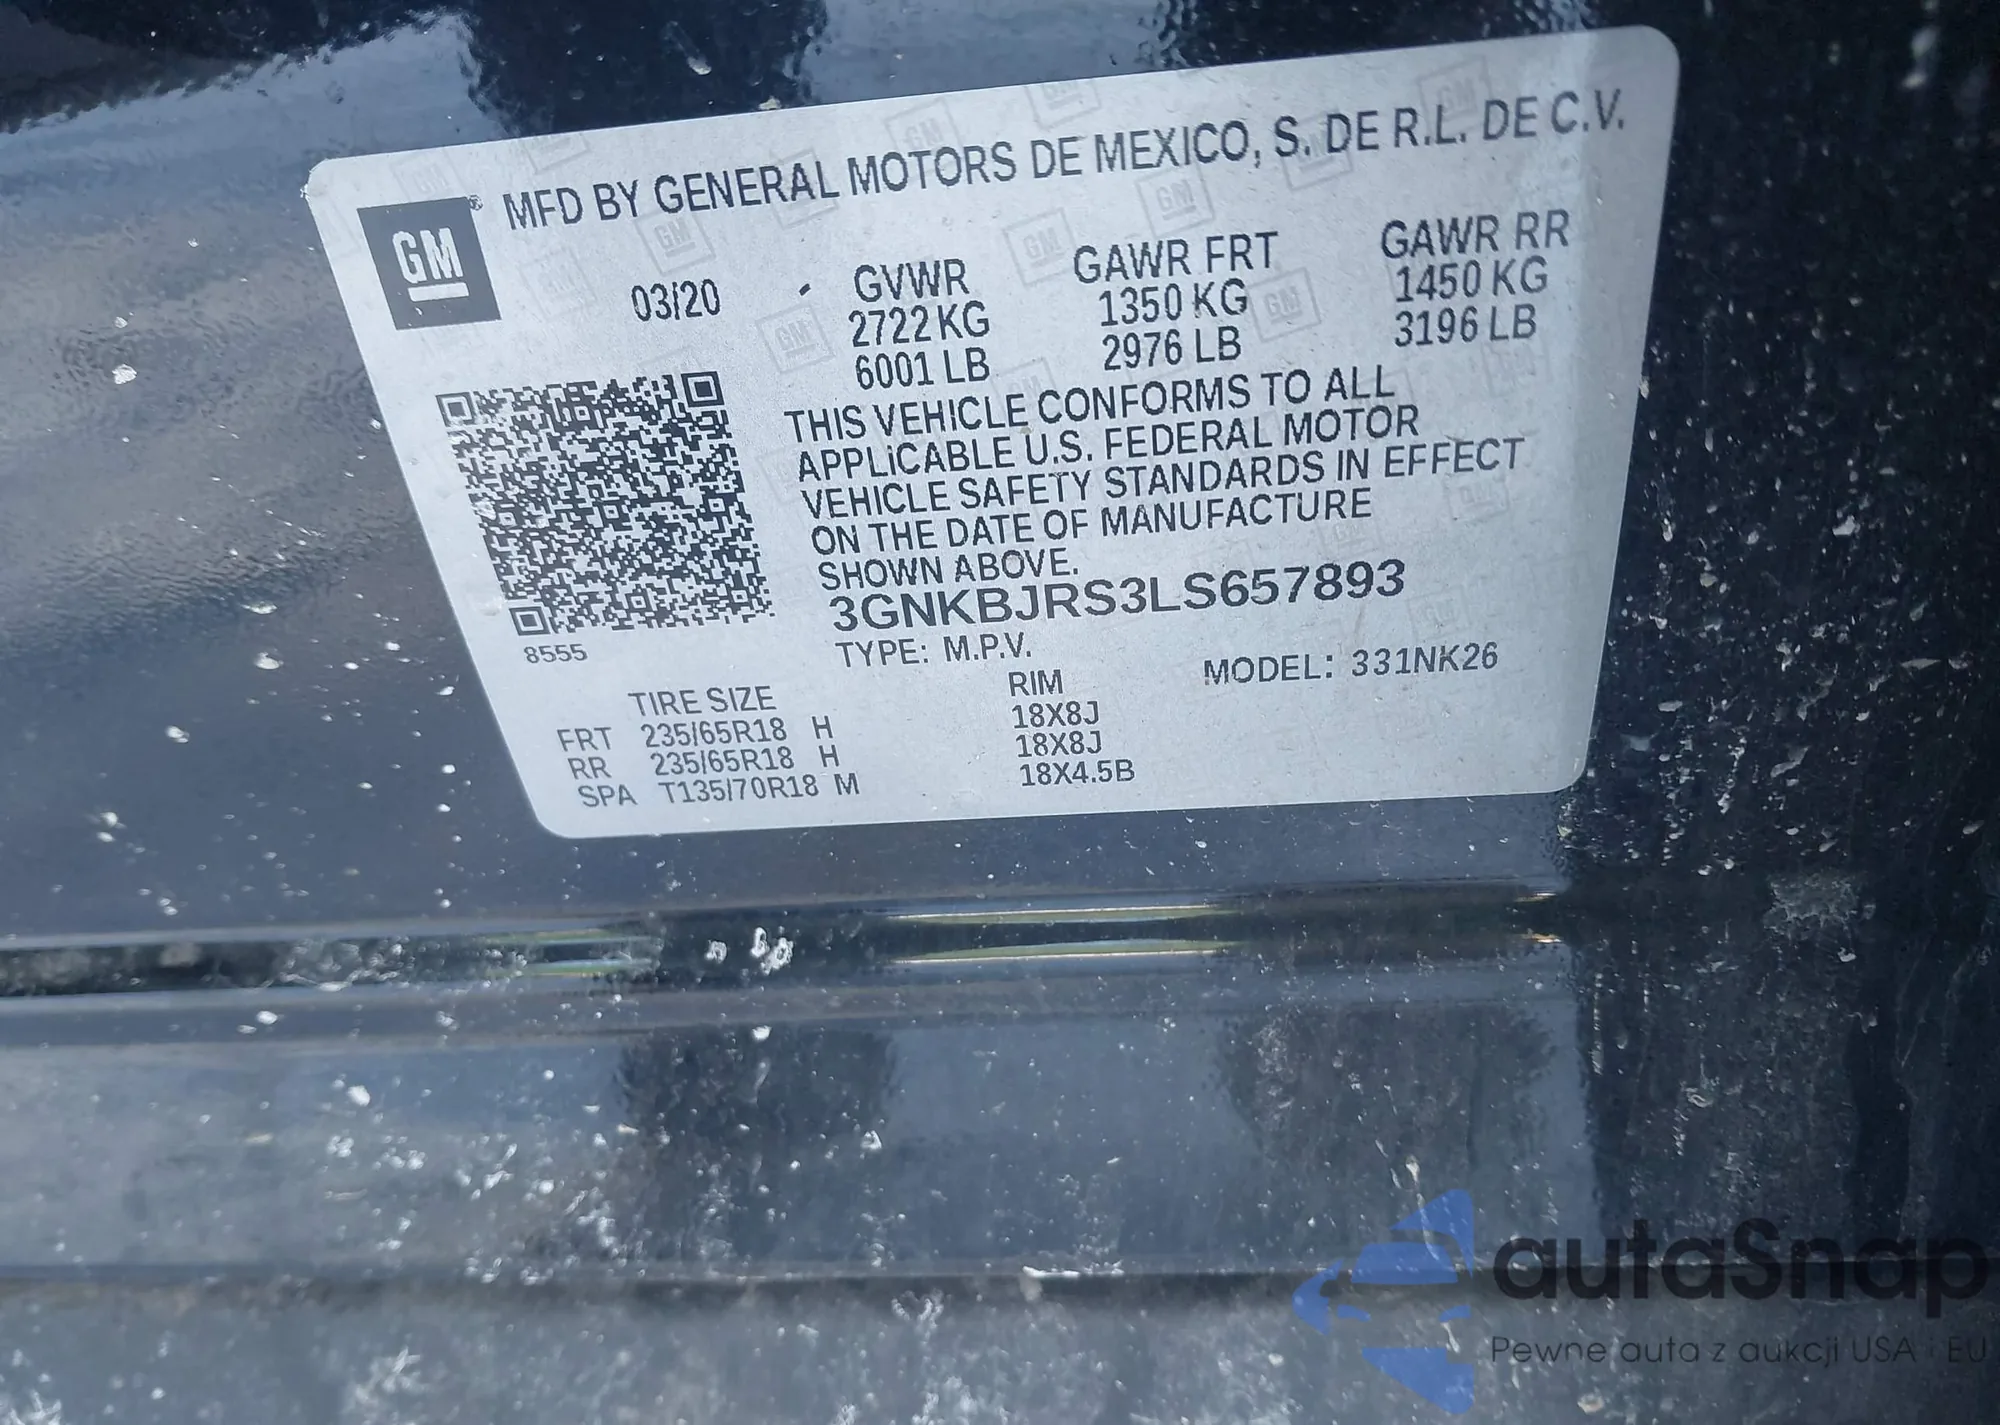 GM® MFD BY GENERAL MOTORS DE MEXICO, S. DE R.L. DE C.V.
03/20 GVWR GAWR FRT GAWR RR
2722 KG 1350 KG 1450 KG
6001 LB 2976 LB 3196 LB
THIS VEHICLE CONFORMS TO ALL
APPLICABLE U.S. FEDERAL MOTOR
VEHICLE SAFETY STANDARDS IN EFFECT
ON THE DATE OF MANUFACTURE
SHOWN ABOVE.
3GNKBJRS3LS657893
8555 TYPE: M.P.V. MODEL: 331NK26
TIRE SIZE RIM
FRT 235/65R18 H 18X8J
RR 235/65R18 H 18X8J
SPA T135/70R18 M 18X4.5B
autaSnap
Pewne auta z aukcji USA i EU